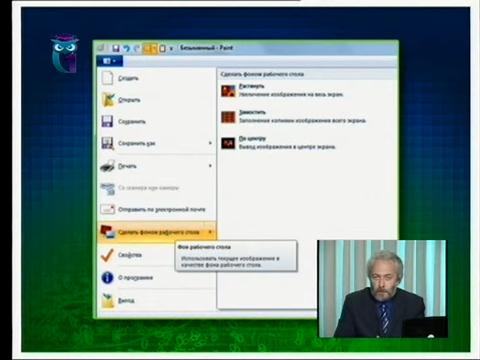 Безымянный - Paint
Создать
Открыть
Сохранить
Сохранить как
Печать
Со сканера или камеры
Отправить по электронной почте
Сделать фоном рабочего стола
Свойства
О программе
Выход
Сделать фоном рабочего стола
Растянуть
Увеличение изображения на весь экран.
Замостить
Заполнение копиями изображения всего экрана.
По центру
Вывод изображения в центре экрана.
Фон рабочего стола
Использовать текущее изображение в
качестве фона рабочего стола.